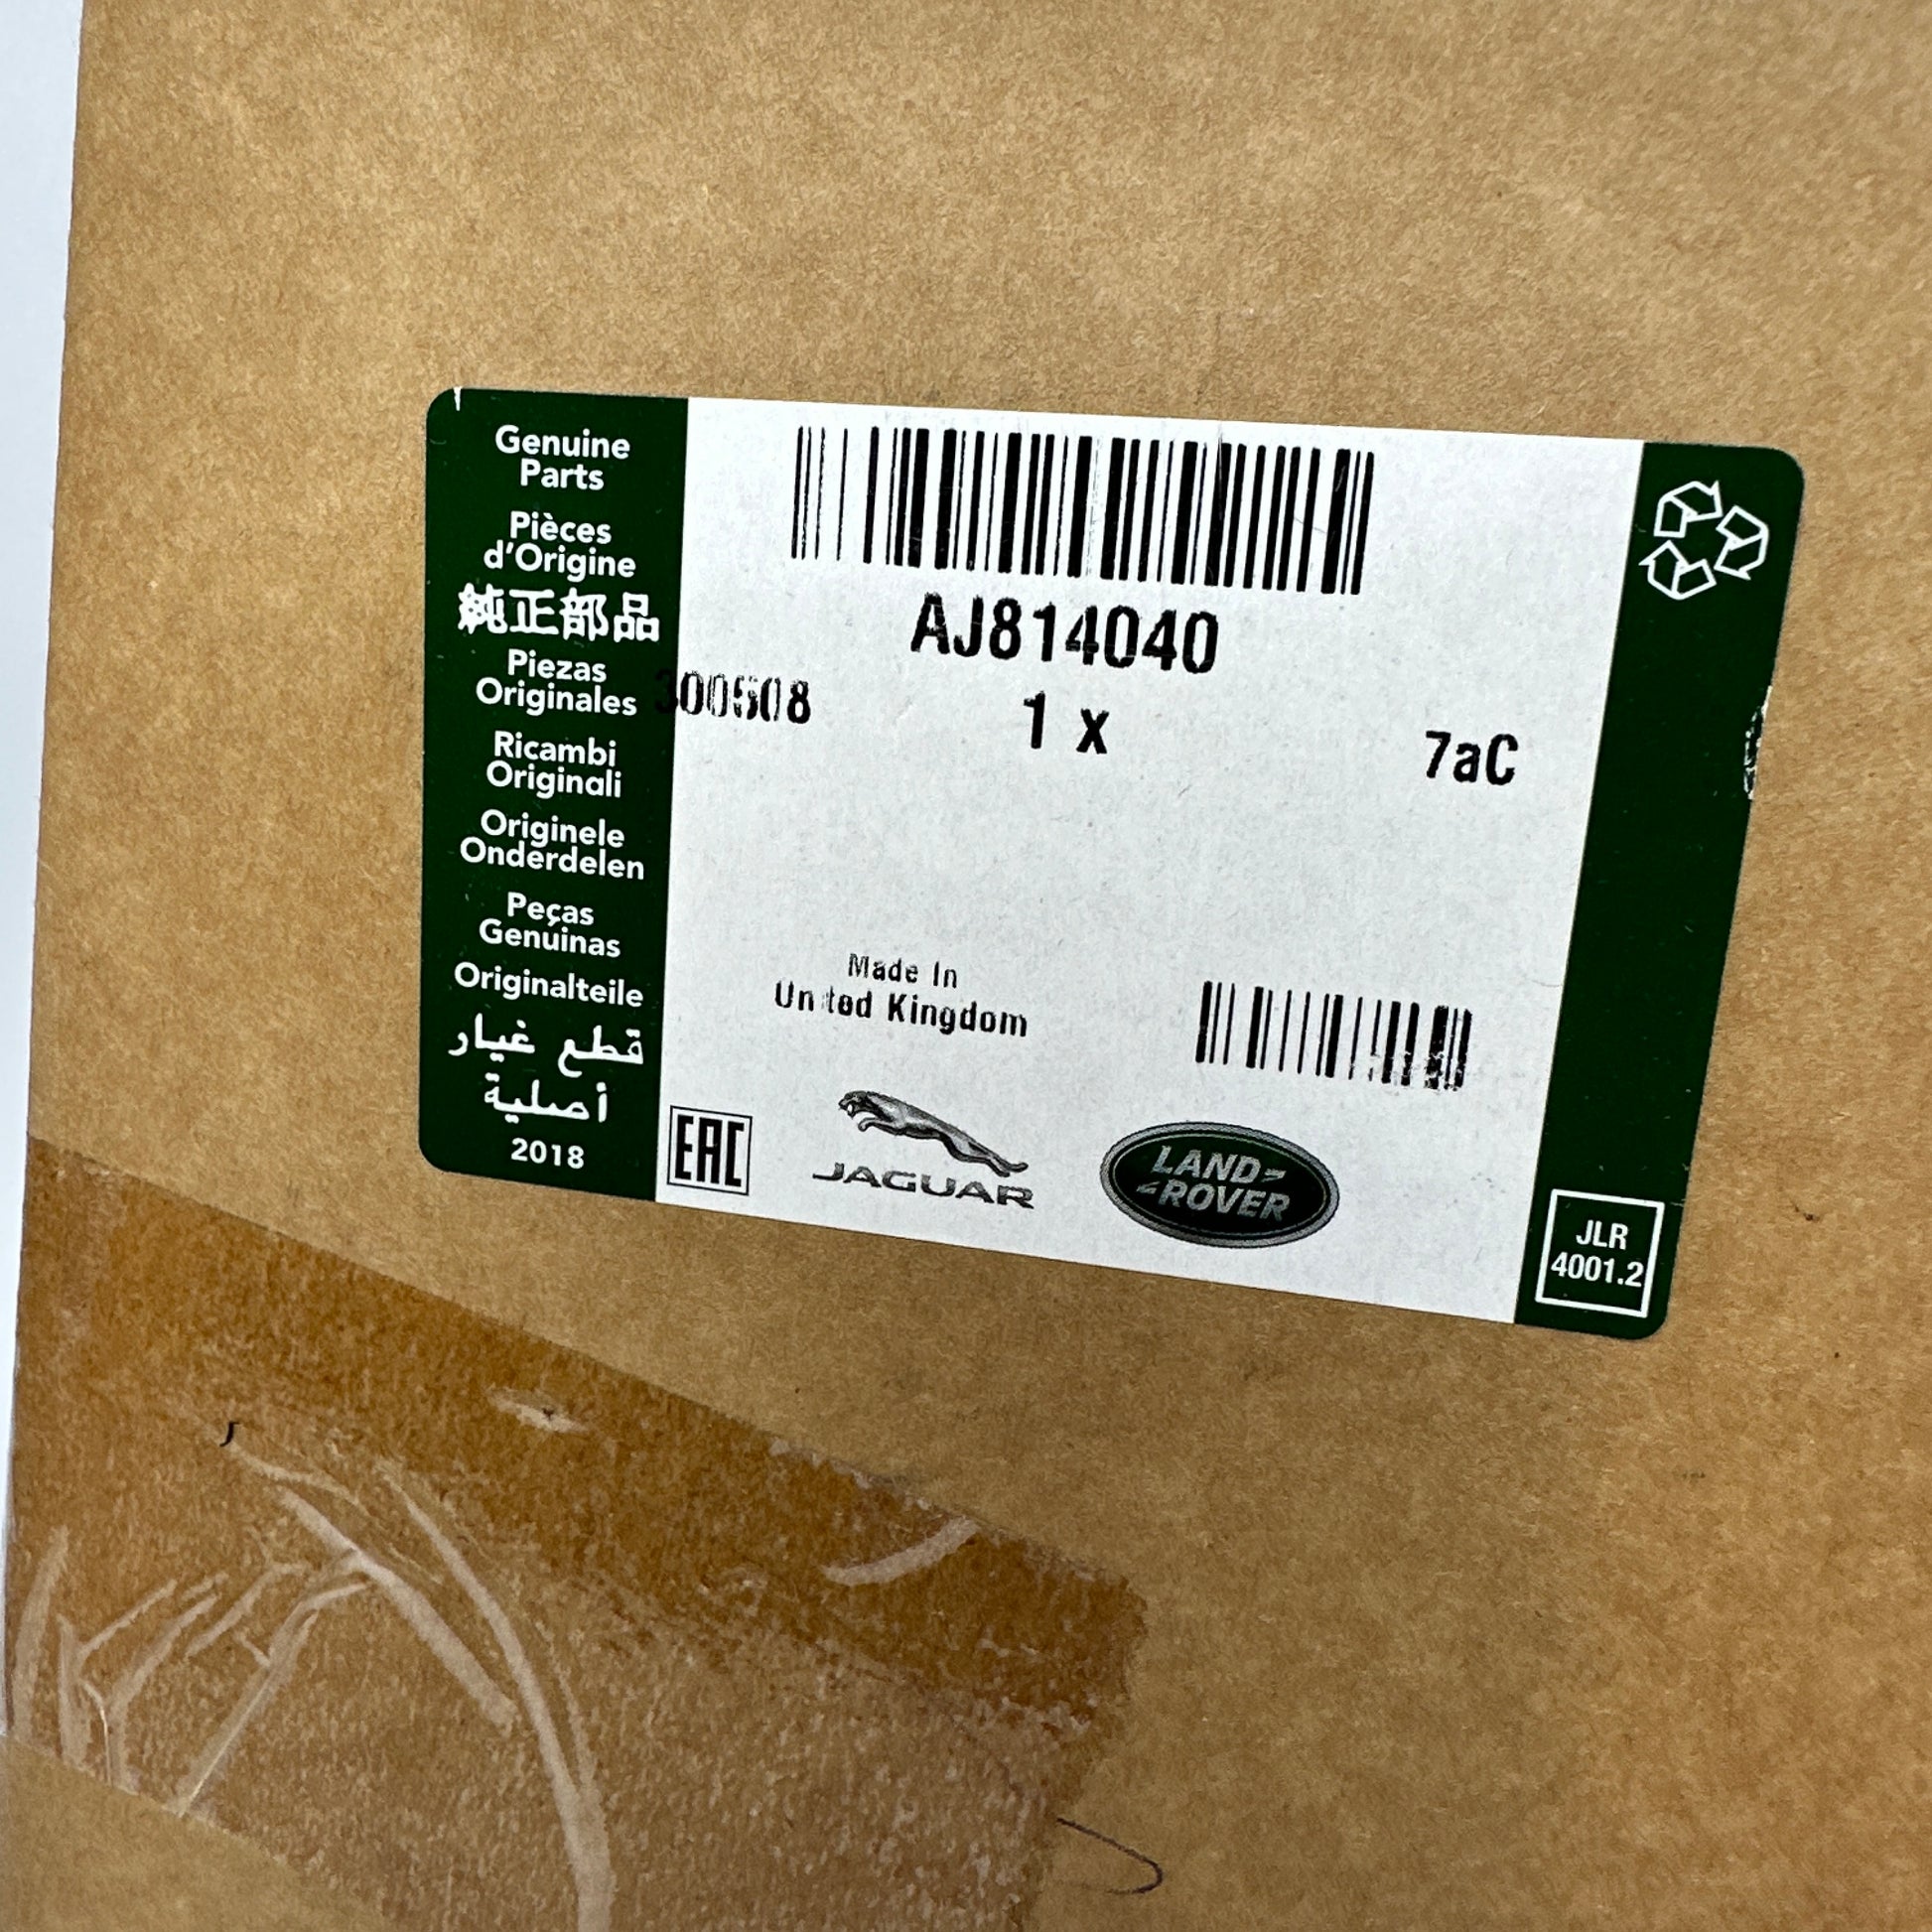 Genuine
Parts
Pièces
d'Origine
純正部品
Piezas
Originales
Ricambi
Originali
Originele
Onderdelen
Peças
Genuinas
Originalteile
قطع غيار
أصلية
2018
AJ814040
300508
1 x
7aC
Made In
United Kingdom
EAC
JAGUAR
LAND
ROVER
JLR
4001.2